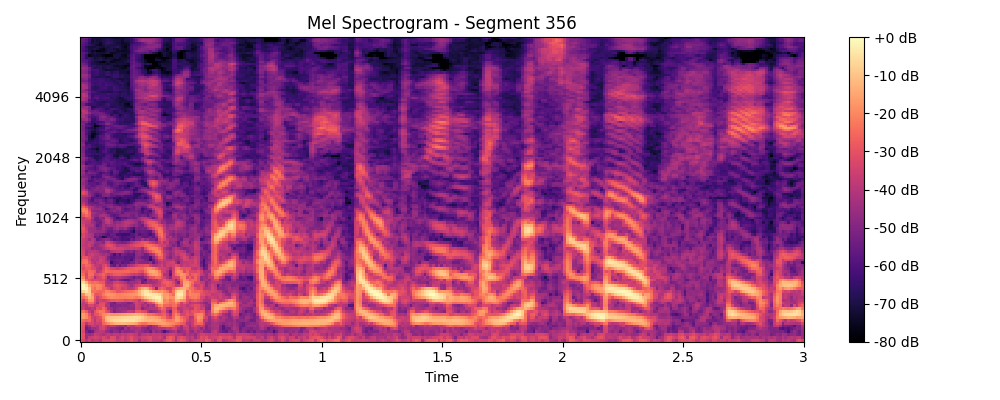 Mel Spectrogram - Segment 356
+0 dB
-10 dB
-20 dB
-30 dB
-40 dB
-50 dB
-60 dB
-70 dB
-80 dB
4096
2048
1024
512
0
Frequency
0
0.5
1
1.5
2
2.5
3
Time